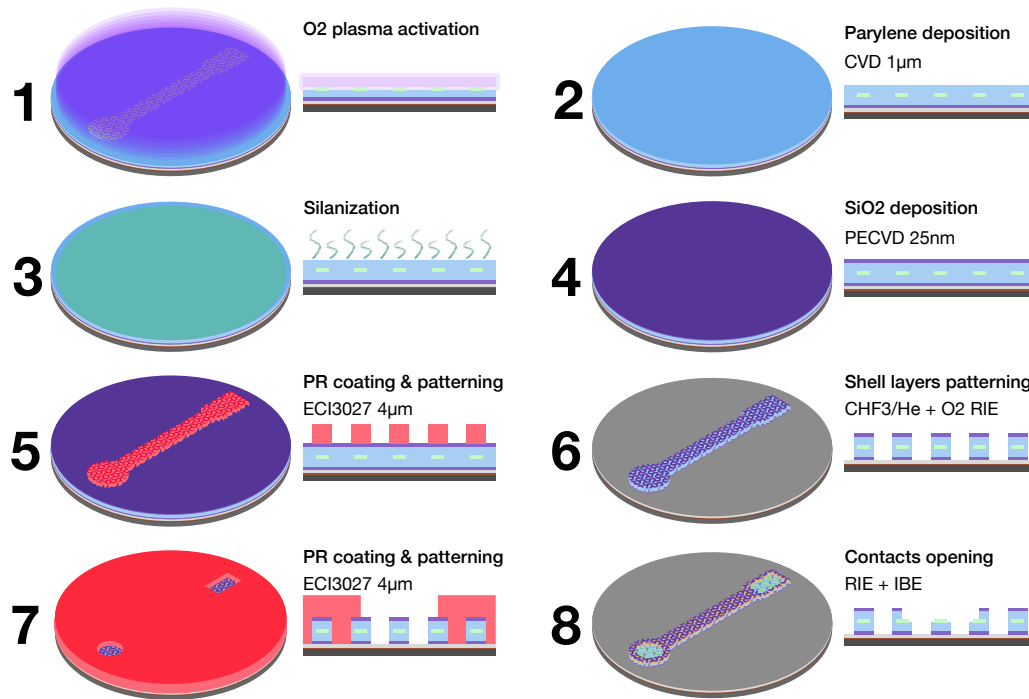 1
O2 plasma activation
2
Parylene deposition
CVD 1µm
3
Silanization
4
SiO2 deposition
PECVD 25nm
5
PR coating & patterning
ECI3027 4µm
6
Shell layers patterning
CHF3/He + O2 RIE
7
PR coating & patterning
ECI3027 4µm
8
Contacts opening
RIE + IBE